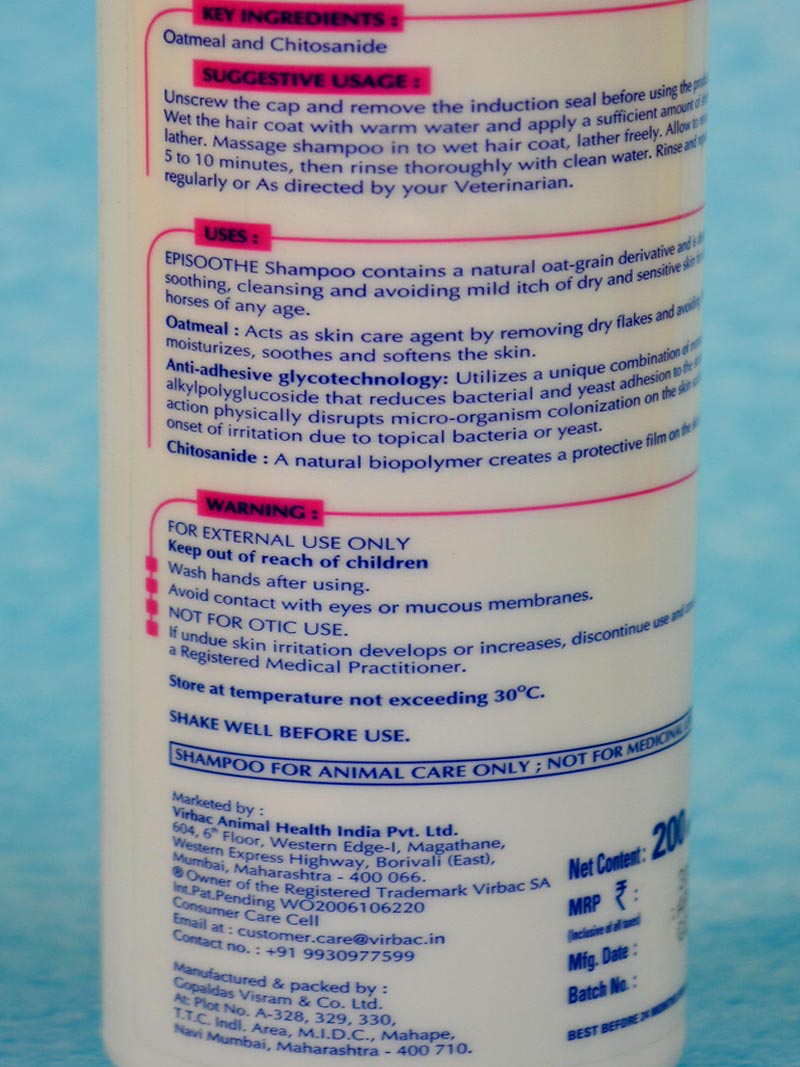 KEY INGREDIENTS :
Oatmeal and Chitosanide
SUGGESTIVE USAGE :
Unscrew the cap and remove the induction seal before using the
Wet the hair coat with warm water and apply a sufficient amount of
lather. Massage shampoo in to wet hair coat, lather freely. Allow to
5 to 10 minutes, then rinse thoroughly with clean water. Rinse and
regularly or As directed by your Veterinarian.
USES :
EPISOOTHE Shampoo contains a natural oat-grain derivative and is
soothing, cleansing and avoiding mild itch of dry and sensitive skin
horses of any age.
Oatmeal : Acts as skin care agent by removing dry flakes and avoiding
moisturizes, soothes and softens the skin.
Anti-adhesive glycotechnology: Utilizes a unique combination of
alkylpolyglucoside that reduces bacterial and yeast adhesion to the
action physically disrupts micro-organism colonization on the skin
onset of irritation due to topical bacteria or yeast.
Chitosanide : A natural biopolymer creates a protective film on the
WARNING :
FOR EXTERNAL USE ONLY
Keep out of reach of children
Wash hands after using.
Avoid contact with eyes or mucous membranes.
NOT FOR OTIC USE.
If undue skin irritation develops or increases, discontinue use and
a Registered Medical Practitioner.
Store at temperature not exceeding 30°C.
SHAKE WELL BEFORE USE.
SHAMPOO FOR ANIMAL CARE ONLY ; NOT FOR MEDICINAL
Marketed by :
Virbac Animal Health India Pvt. Ltd.
604, 6th Floor, Western Edge-I, Magathane,
Western Express Highway, Borivali (East),
Mumbai, Maharashtra - 400 066.
® Owner of the Registered Trademark Virbac SA
Int.Pat.Pending WO2006106220
Consumer Care Cell
Email at : customer.care@virbac.in
Contact no. : +91 9930977599
Manufactured & packed by :
Gopaldas Visram & Co. Ltd.
At: Plot No. A-328, 329, 330,
T.T.C. Indl. Area, M.I.D.C., Mahape,
Navi Mumbai, Maharashtra - 400 710.
Net Content : 200
MRP ₹ :
(Inclusive of all taxes)
Mfg. Date :
Batch No. :
BEST BEFORE 24 MONTHS